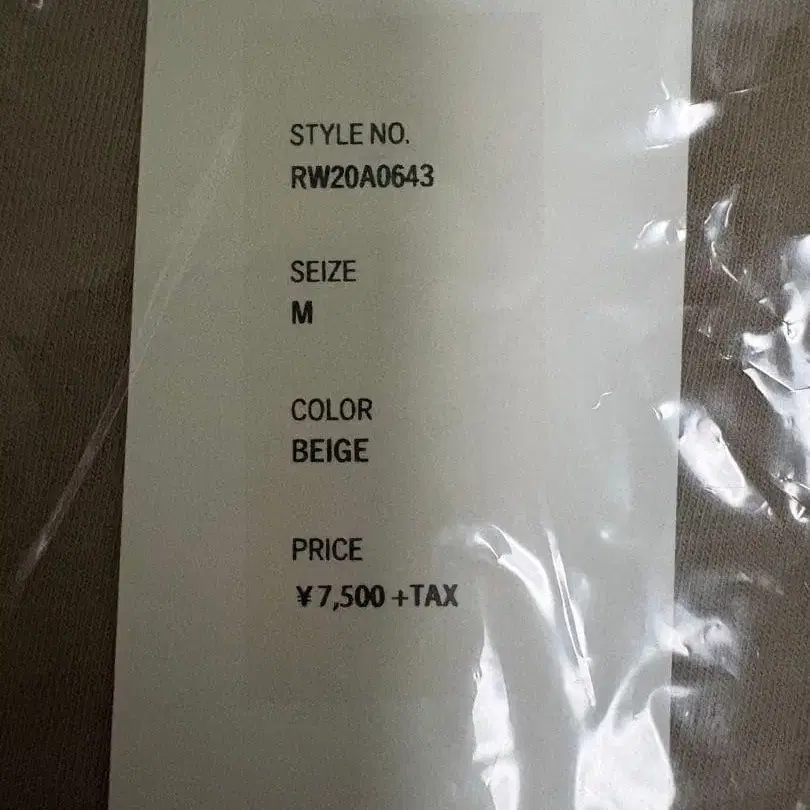 STYLE NO.
RW20A0643
SEIZE
M
COLOR
BEIGE
PRICE
¥7,500 +TAX